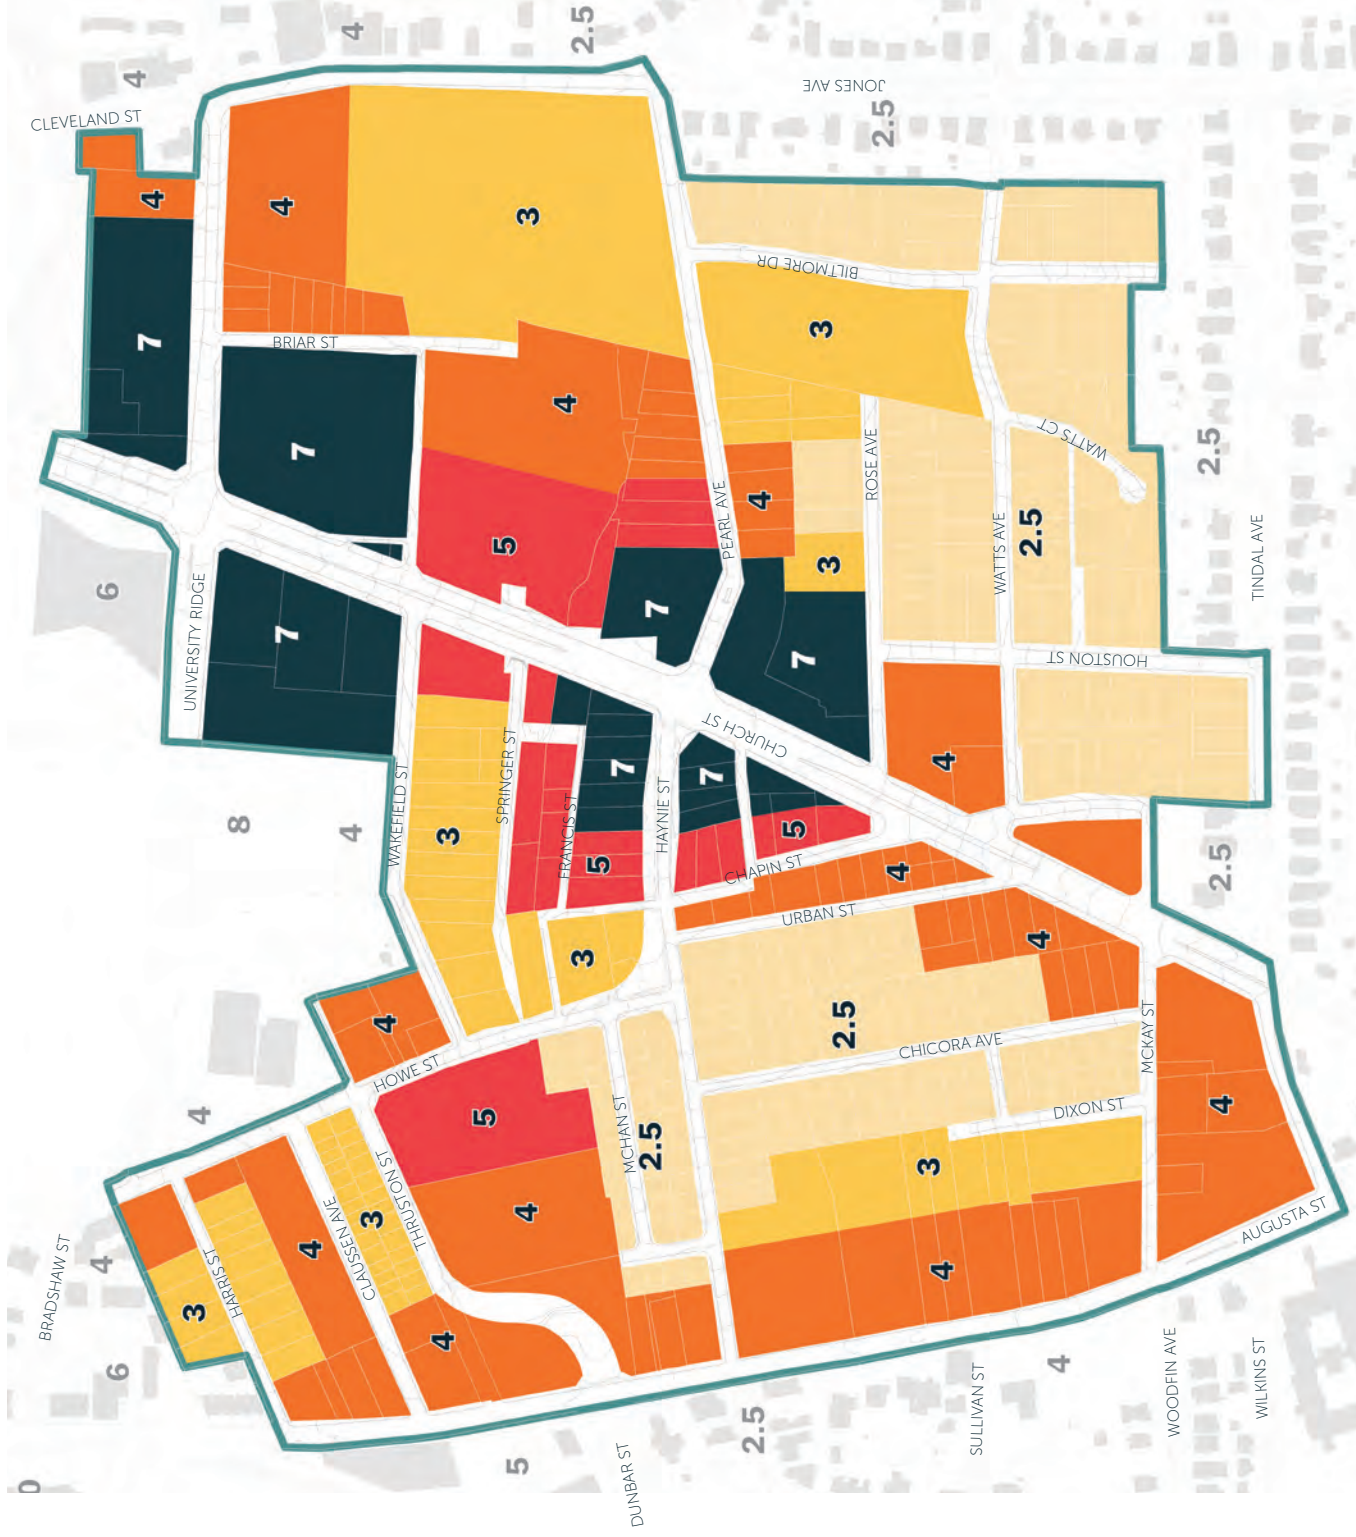 4
2.5
JONES AVE
4
CLEVELAND ST
2.5
4
4
3
BILTMORE DR
3
7
BRIAR ST
4
WATTS CT
7
ROSE AVE
2.5
4
PEARL AVE
2.5
WATTS AVE
5
3
TINDAL AVE
6
7
7
UNIVERSITY RIDGE
7
HOUSTON ST
CHURCH ST
SPRINGER ST
7
7
4
8
4
WAKEFIELD ST
3
FRANCIS ST
HAYNIE ST
5
5
CHAPIN ST
4
2.5
URBAN ST
3
4
4
2.5
CHICORA AVE
MCKAY ST
HOWE ST
4
5
MCHAN ST
2.5
DIXON ST
4
3
THRUSTON ST
3
4
CLAUSSEN AVE
4
AUGUSTA ST
BRADSHAW ST
4
3
HARRIS ST
4
4
6
4
SULLIVAN ST
WOODFIN AVE
WILKINS ST
2.5
5
DUNBAR ST
0